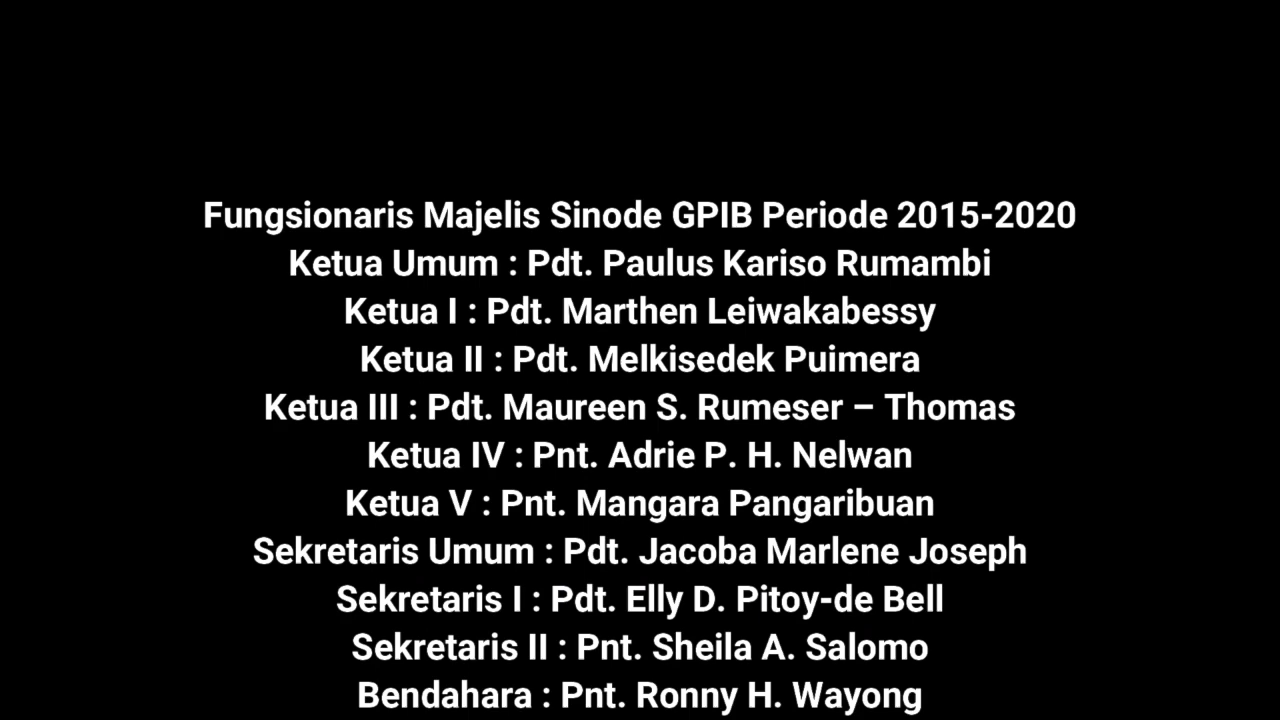 Fungsionaris Majelis Sinode GPIB Periode 2015-2020
Ketua Umum : Pdt. Paulus Kariso Rumambi
Ketua I : Pdt. Marthen Leiwakabessy
Ketua II : Pdt. Melkisedek Puimera
Ketua III : Pdt. Maureen S. Rumeser – Thomas
Ketua IV : Pnt. Adrie P. H. Nelwan
Ketua V : Pnt. Mangara Pangaribuan
Sekretaris Umum : Pdt. Jacoba Marlene Joseph
Sekretaris I : Pdt. Elly D. Pitoy-de Bell
Sekretaris II : Pnt. Sheila A. Salomo
Bendahara : Pnt. Ronny H. Wayong